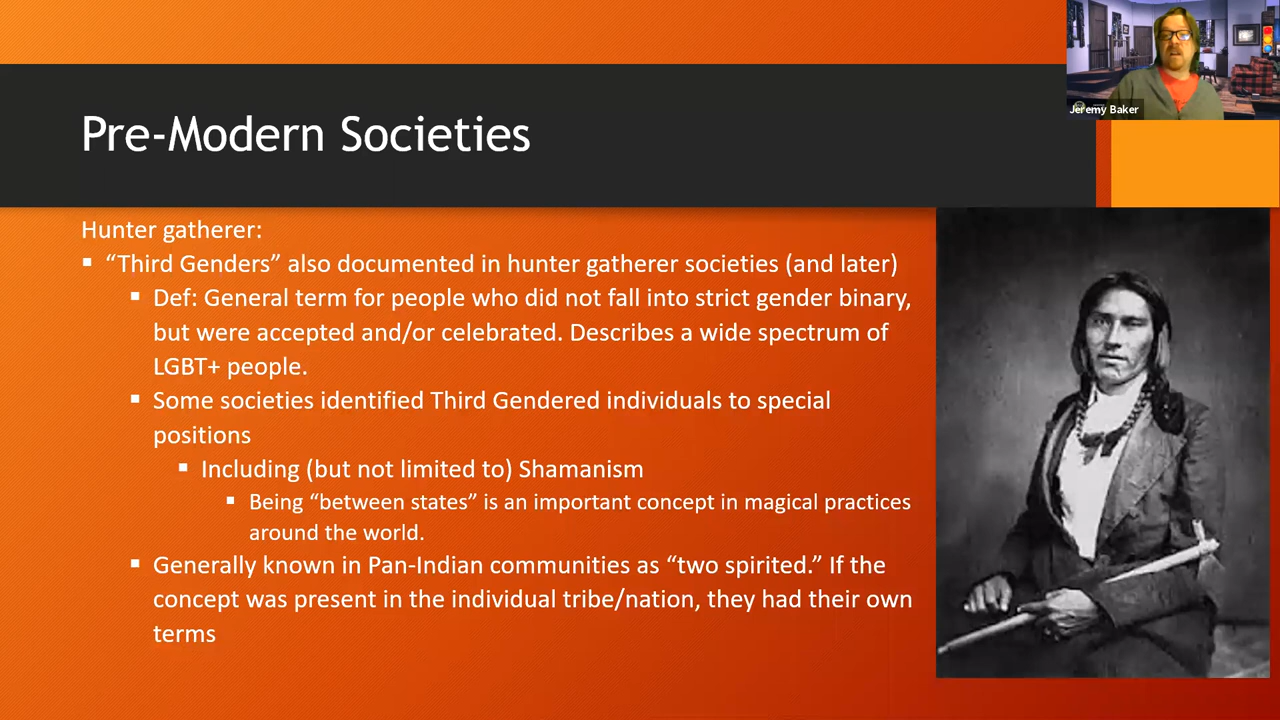 Jeremy Baker
Pre-Modern Societies
Hunter gatherer:
▪ “Third Genders” also documented in hunter gatherer societies (and later)
▪ Def: General term for people who did not fall into strict gender binary,
but were accepted and/or celebrated. Describes a wide spectrum of
LGBT+ people.
▪ Some societies identified Third Gendered individuals to special
positions
▪ Including (but not limited to) Shamanism
▪ Being “between states” is an important concept in magical practices
around the world.
▪ Generally known in Pan-Indian communities as “two spirited.” If the
concept was present in the individual tribe/nation, they had their own
terms